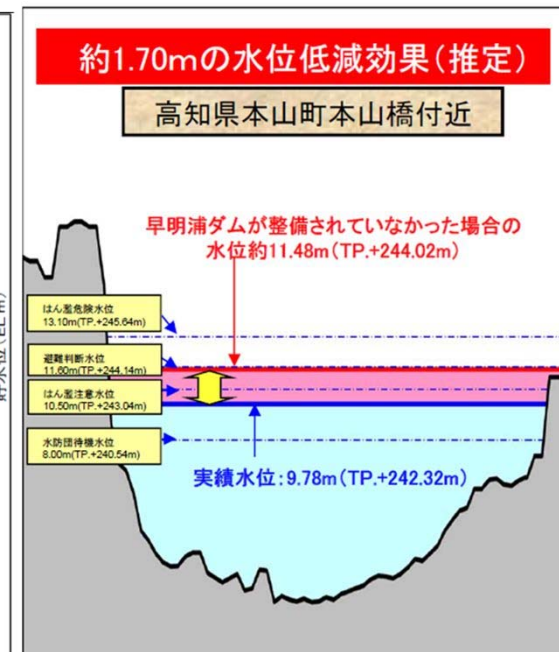 約1.70mの水位低減効果(推定)
高知県本山町本山橋付近
早明浦ダムが整備されていなかった場合の
水位約11.48m(TP.+244.02m)
はん濫危険水位
13.10m(TP.+245.64m)
避難判断水位
11.60m(TP.+244.14m)
はん濫注意水位
10.50m(TP.+243.04m)
水防団待機水位
8.00m(TP.+240.54m)
実績水位:9.78m(TP.+242.32m)
貯水位(EL m)